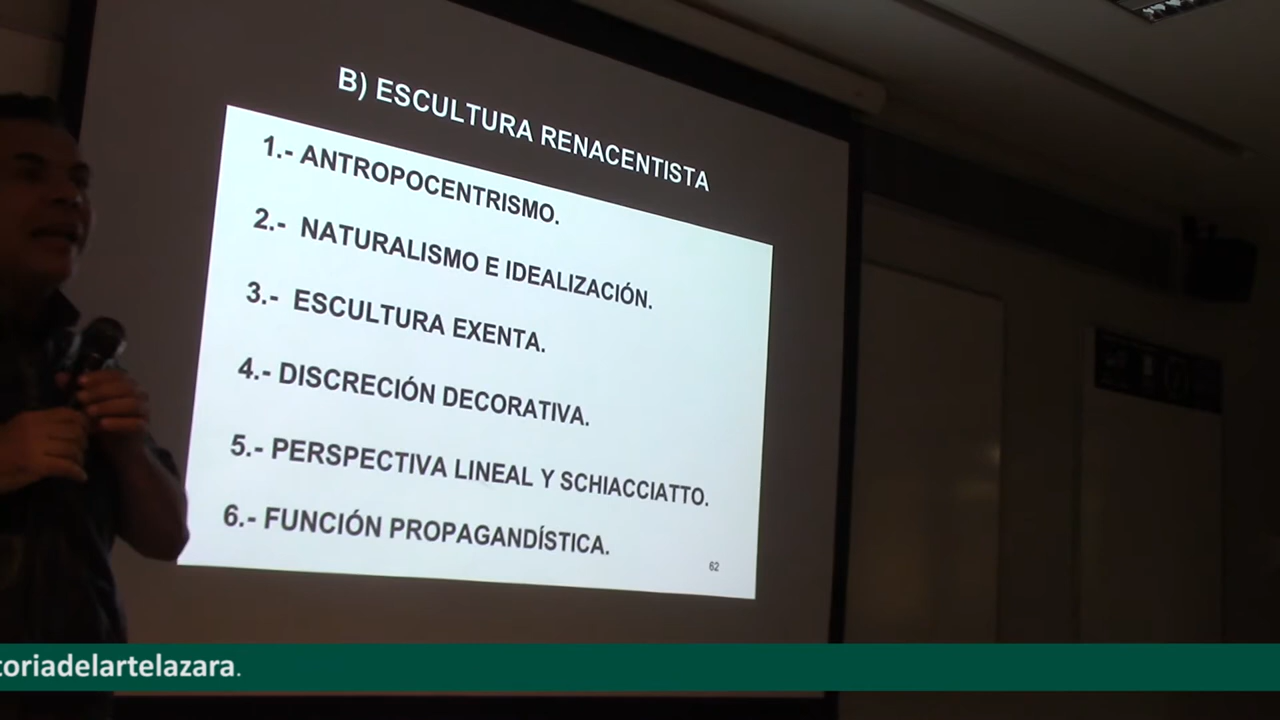 B) ESCULTURA RENACENTISTA
1.- ANTROPOCENTRISMO.
2.- NATURALISMO E IDEALIZACIÓN.
3.- ESCULTURA EXENTA.
4.- DISCRECIÓN DECORATIVA.
5.- PERSPECTIVA LINEAL Y SCHIACCIATTO.
6.- FUNCIÓN PROPAGANDÍSTICA.
62
toriadelartelazara.